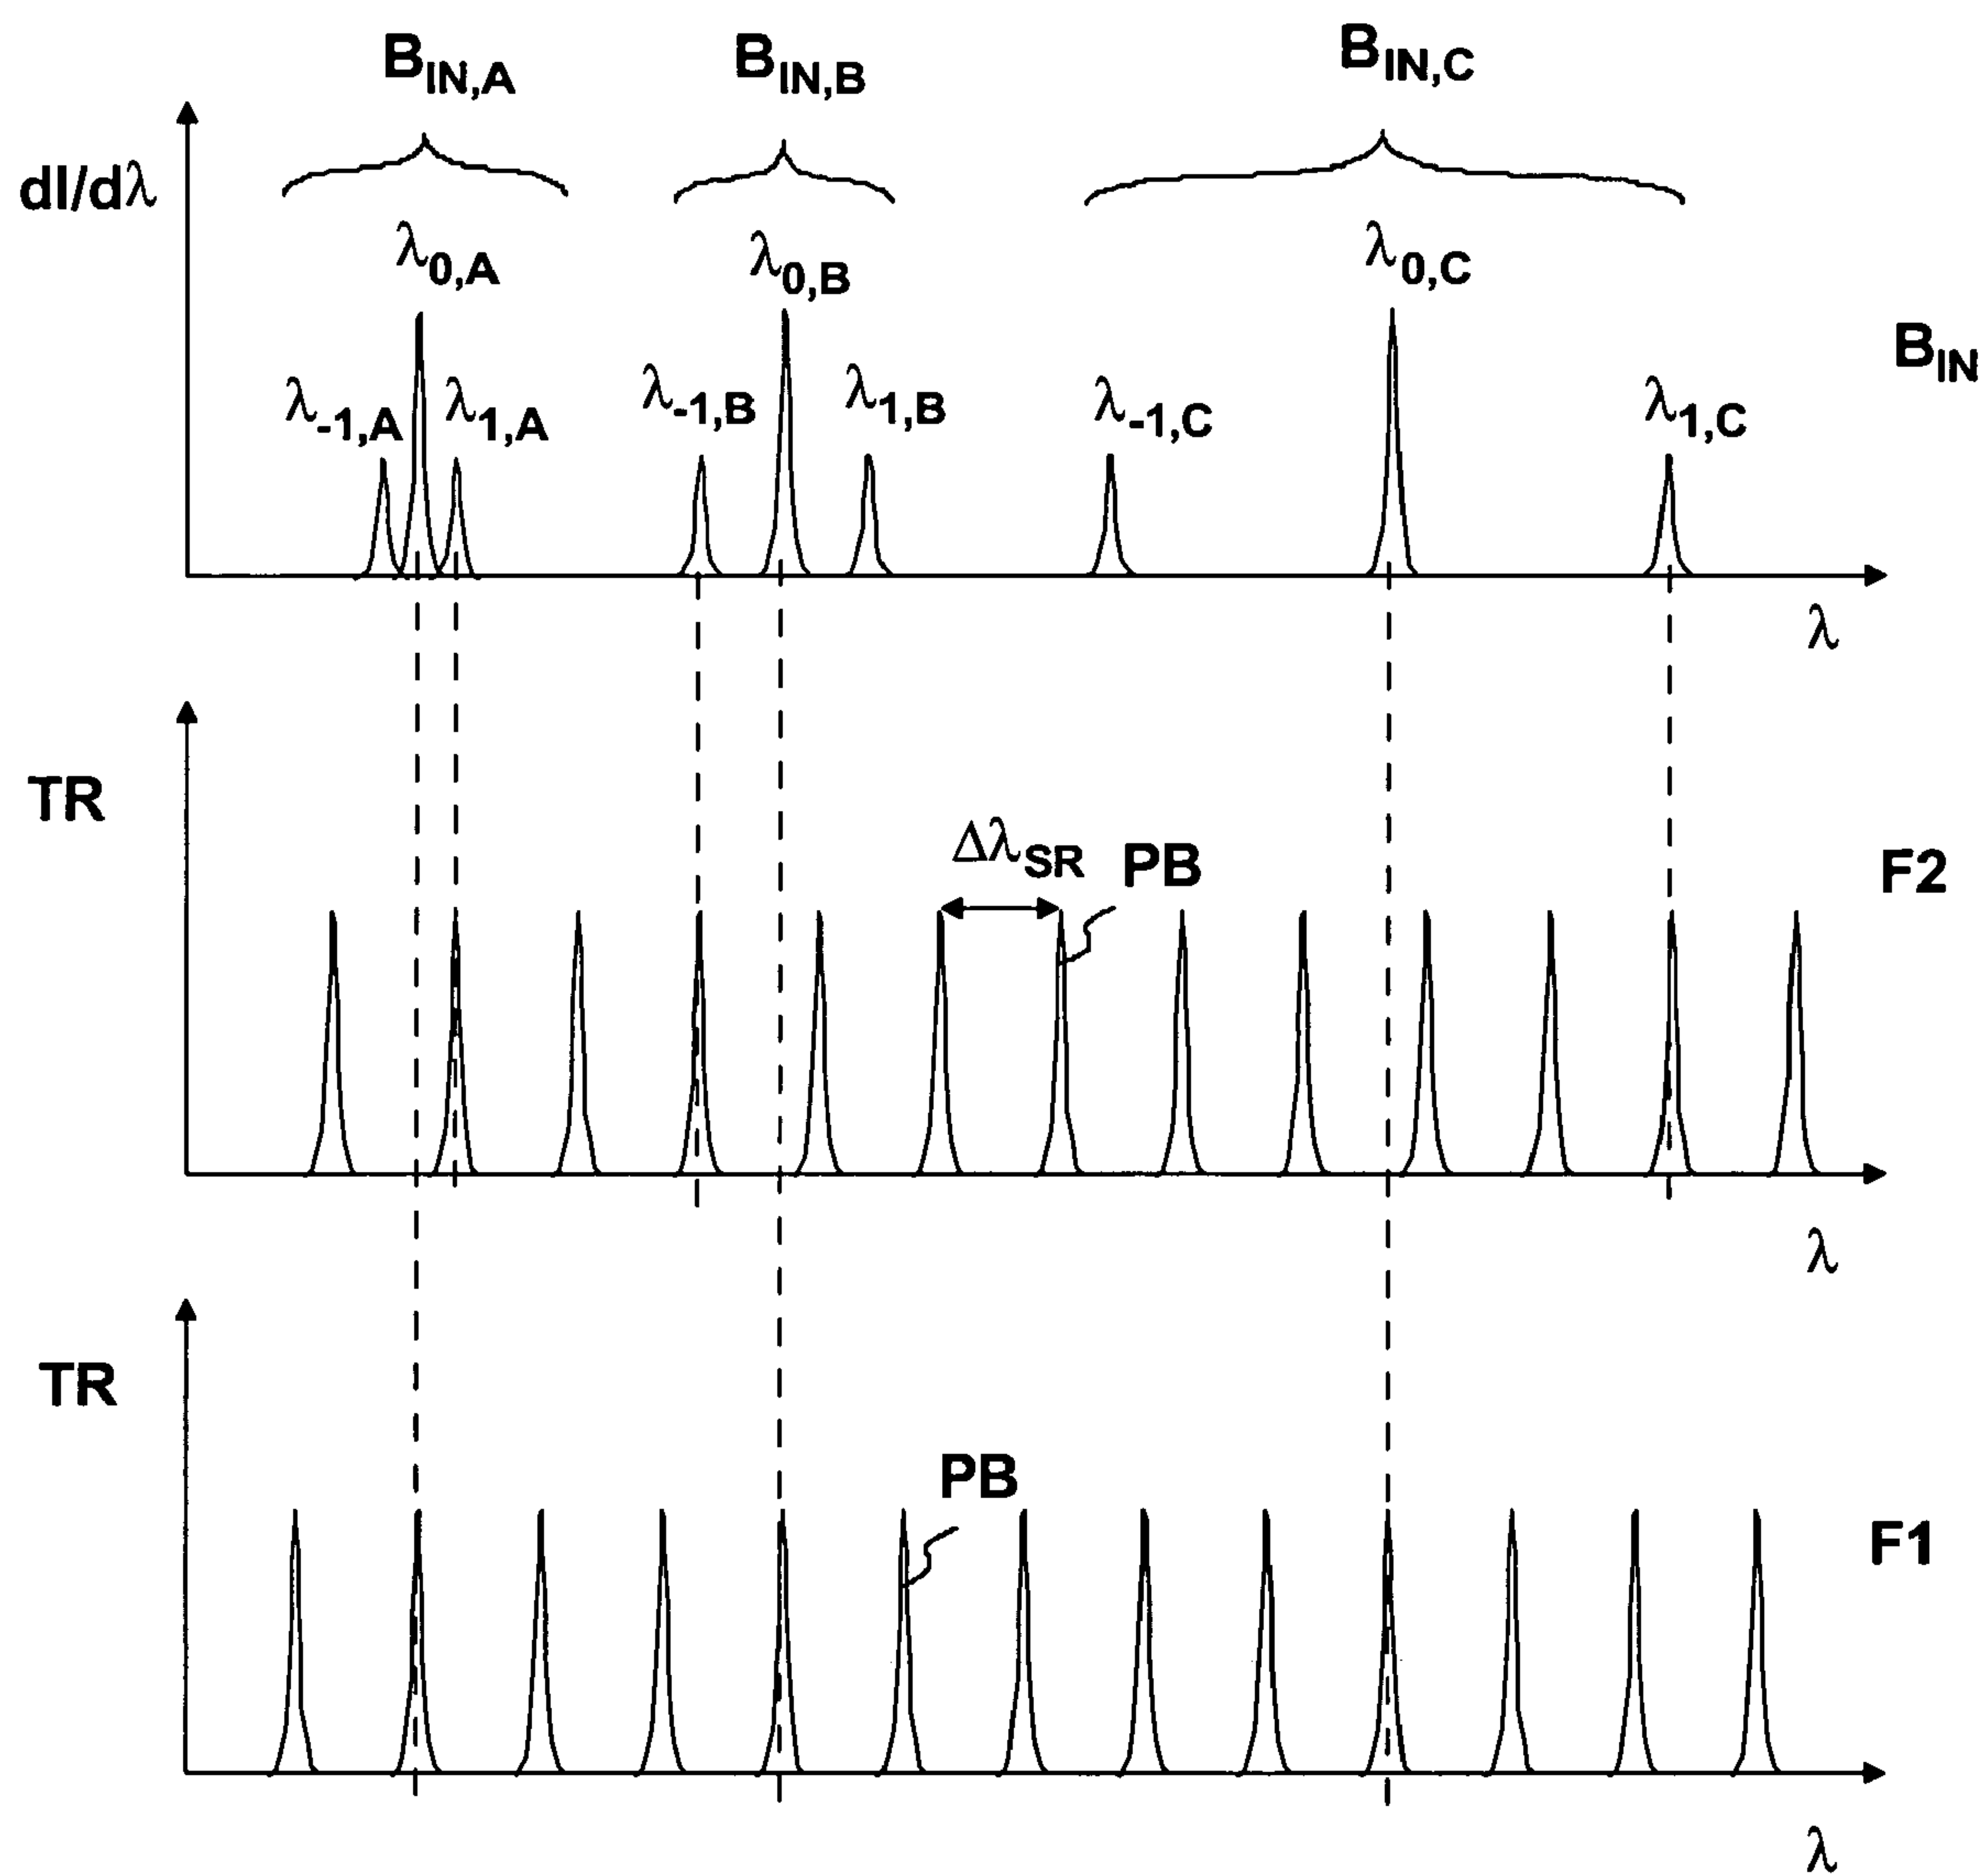 B_IN,A B_IN,B B_IN,C
dI/dλ
λ_0,A λ_0,B λ_0,C
B_IN
λ_-1,A λ_1,A λ_-1,B λ_1,B λ_-1,C λ_1,C
λ
TR
Δλ_SR PB
F2
λ
TR
PB
F1
λ